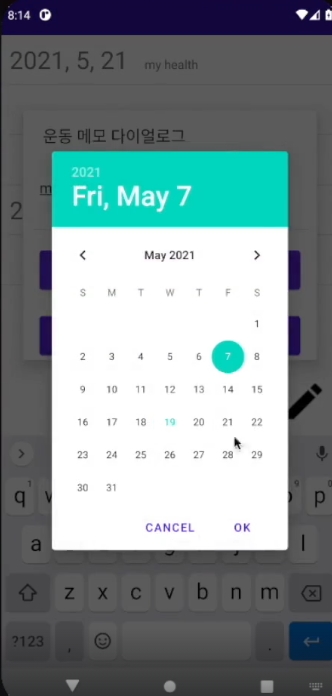 8:14
2021, 5, 21 my health
운동 메모 다이얼로그
m
2
2021
Fri, May 7
May 2021
S M T W T F S
1
2 3 4 5 6 7 8
9 10 11 12 13 14 15
16 17 18 19 20 21 22
23 24 25 26 27 28 29
30 31
CANCEL OK
q p 0
a l
z x c v b n m
?123 , .